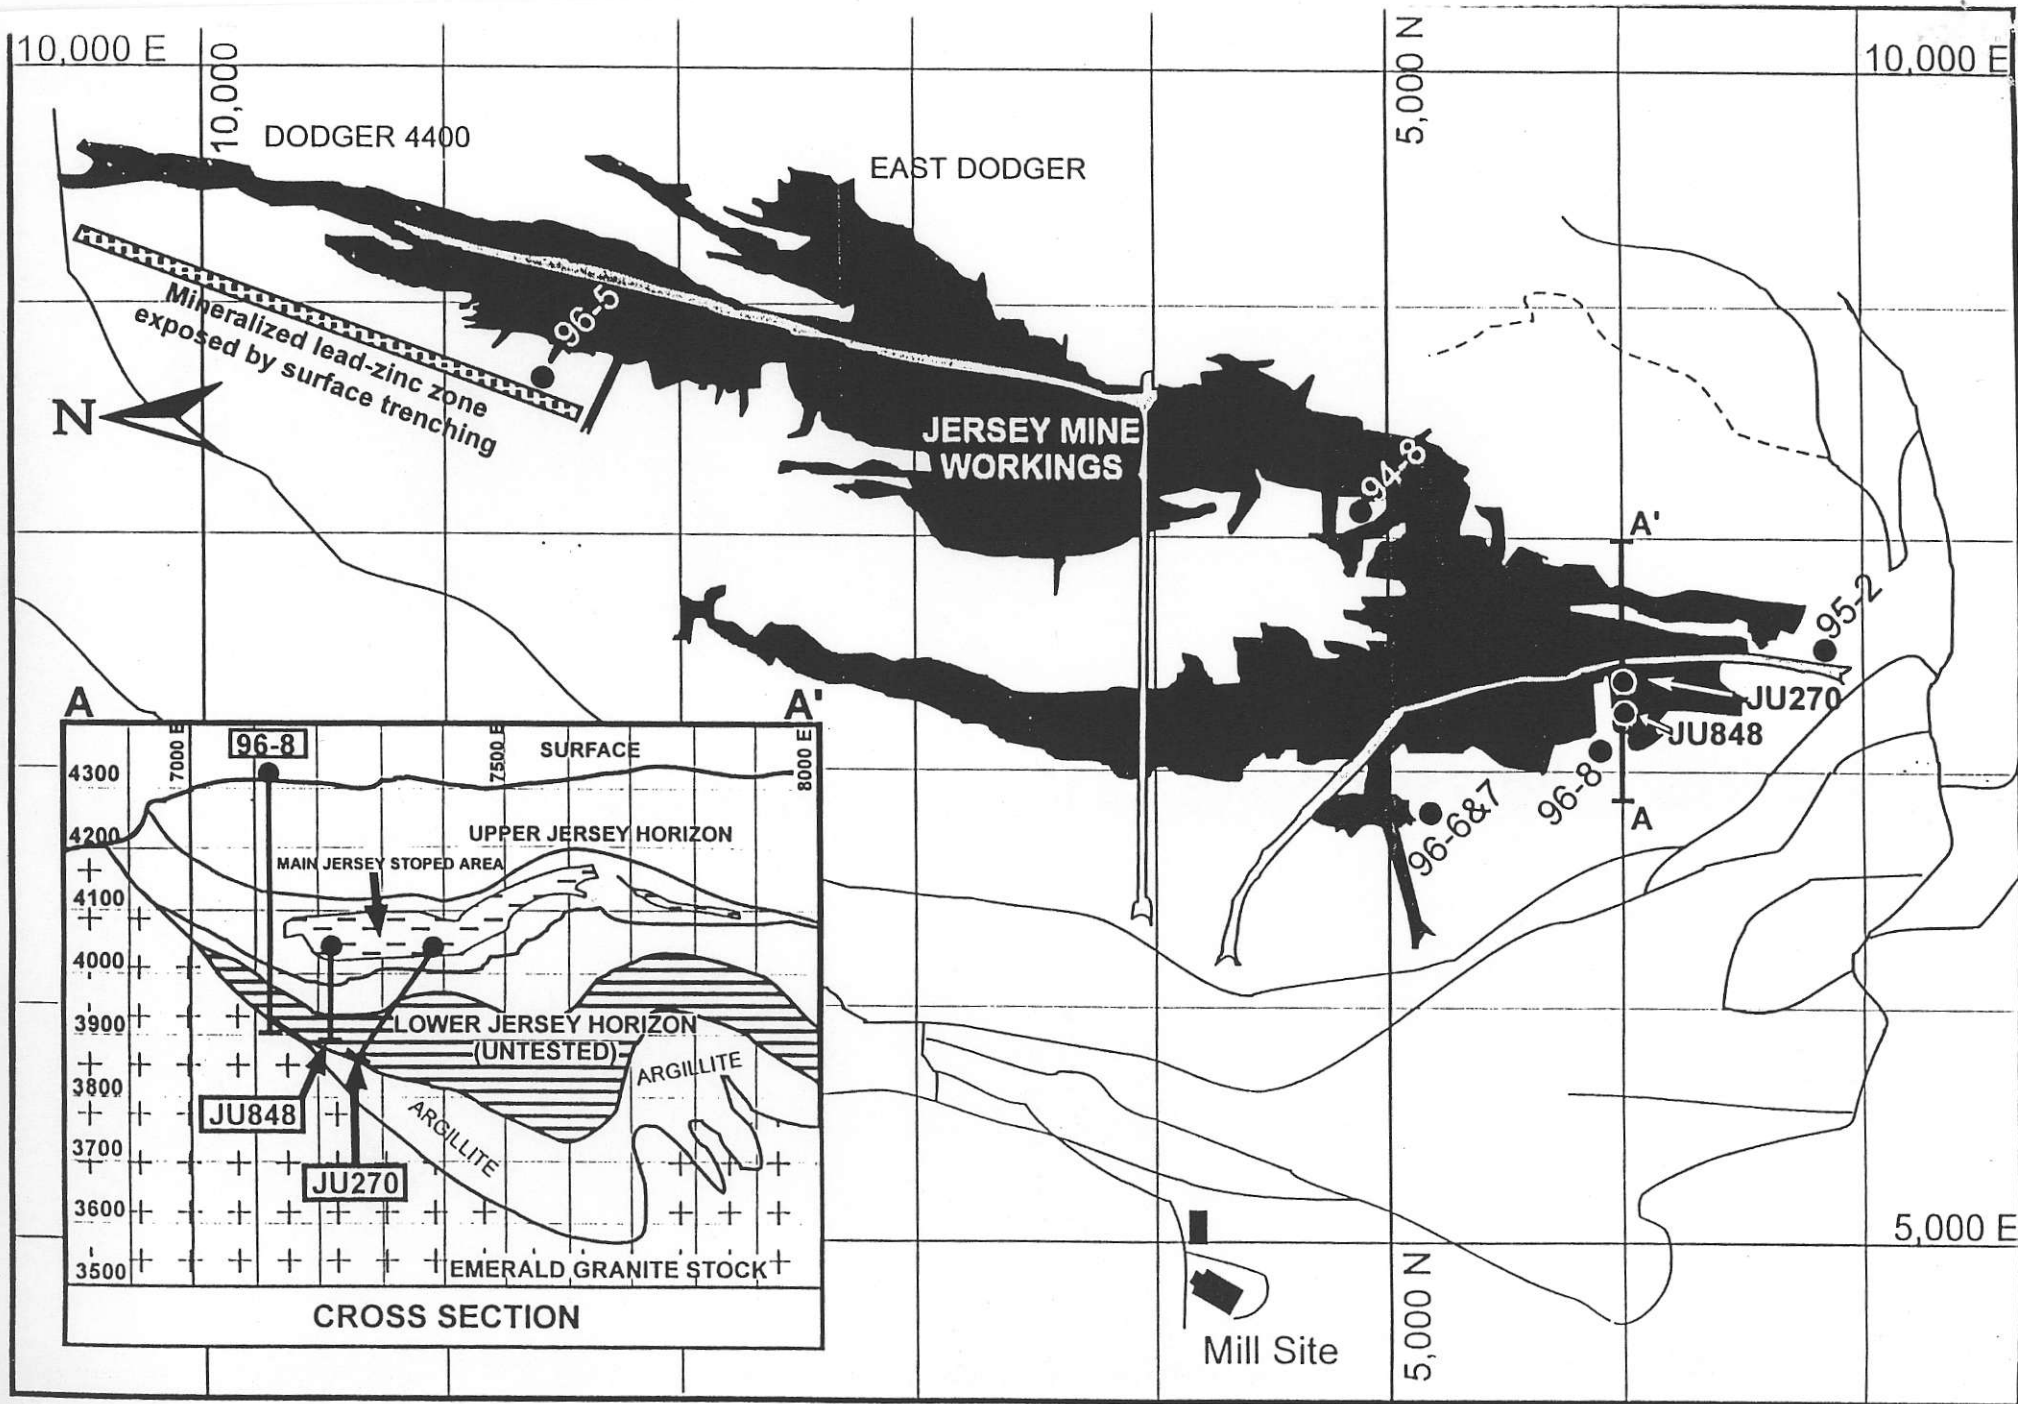 10,000 E
10,000
5,000 N
10,000 E
DODGER 4400
EAST DODGER
96-5
Mineralized lead-zinc zone
exposed by surface trenching
N
JERSEY MINE
WORKINGS
94-8
A'
95-2
JU270
JU848
96-8
A
96-6&7
A
A'
7000 E
96-8
7500 E
SURFACE
8000 E
4300
4200
UPPER JERSEY HORIZON
MAIN JERSEY STOPED AREA
4100
4000
3900
LOWER JERSEY HORIZON
(UNTESTED)
ARGILLITE
3800
JU848
ARGILLITE
3700
JU270
3600
3500
EMERALD GRANITE STOCK
CROSS SECTION
5,000 E
5,000 N
Mill Site